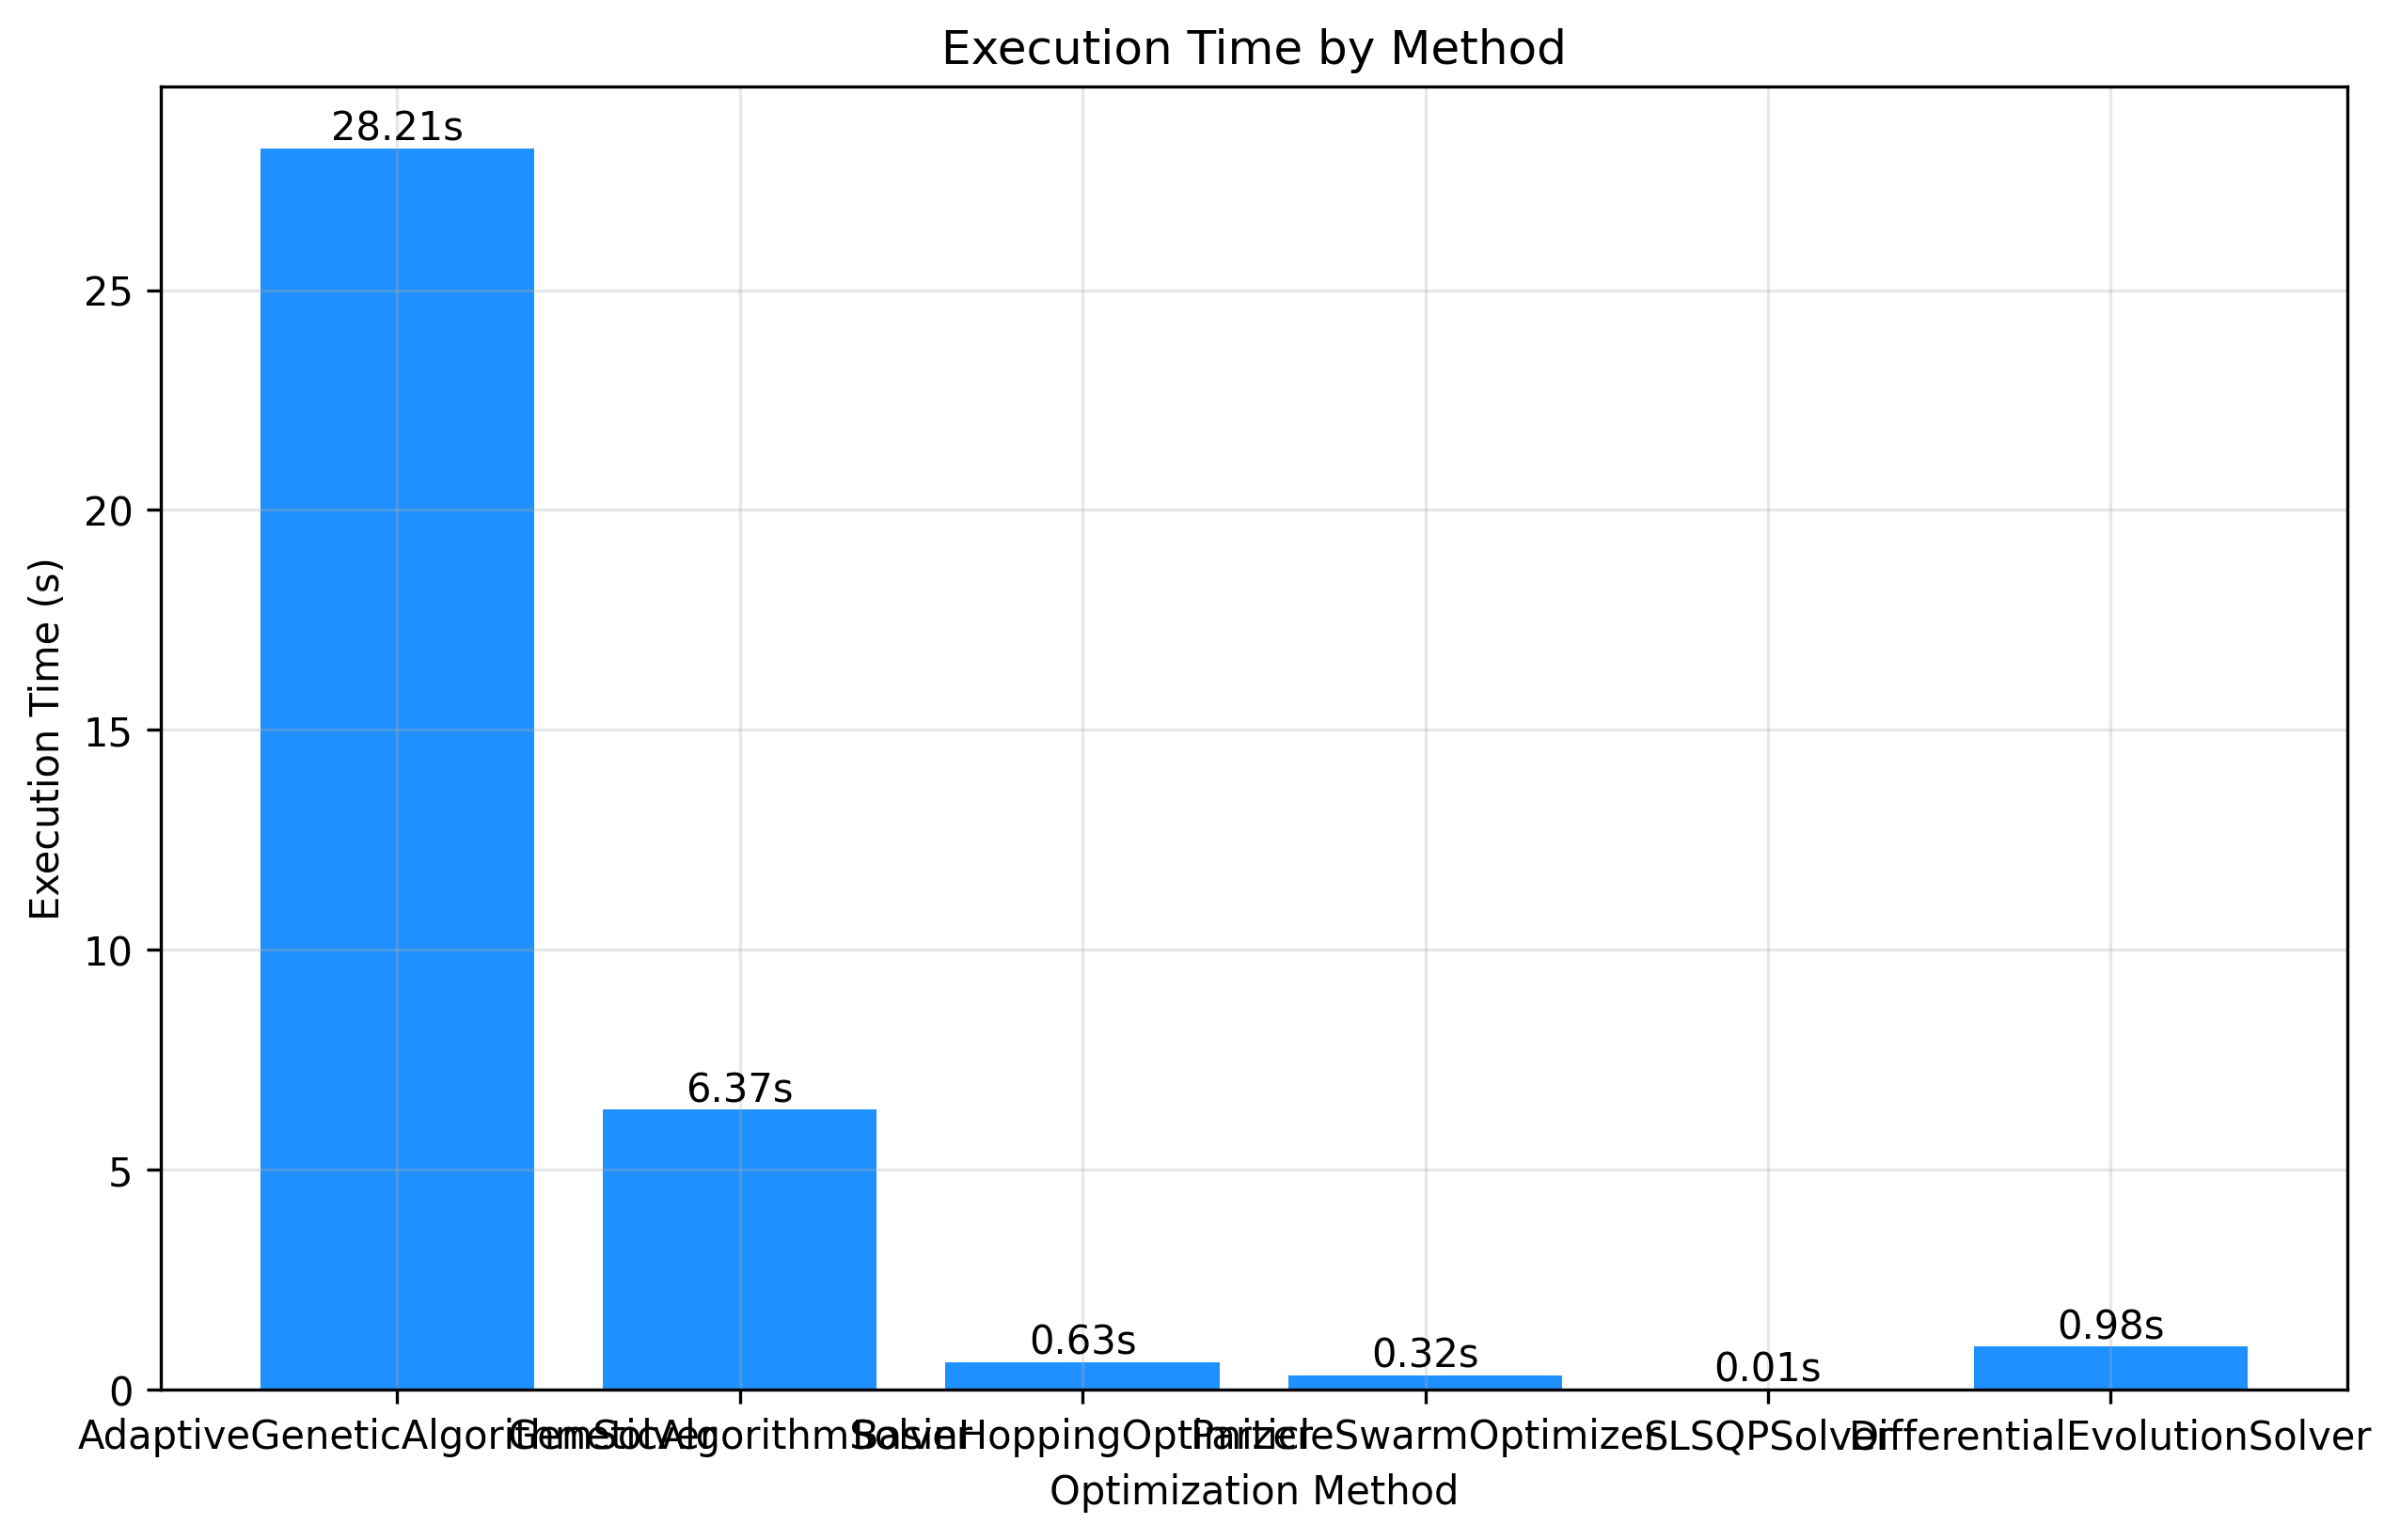 Execution Time by Method
28.21s
6.37s
0.63s
0.32s
0.01s
0.98s
25
20
15
10
5
0
Execution Time (s)
AdaptiveGeneticAlgorithmSolver
GeneticAlgorithmSolver
BasinHoppingOptimizer
ParticleSwarmOptimizer
SLSQPSolver
DifferentialEvolutionSolver
Optimization Method